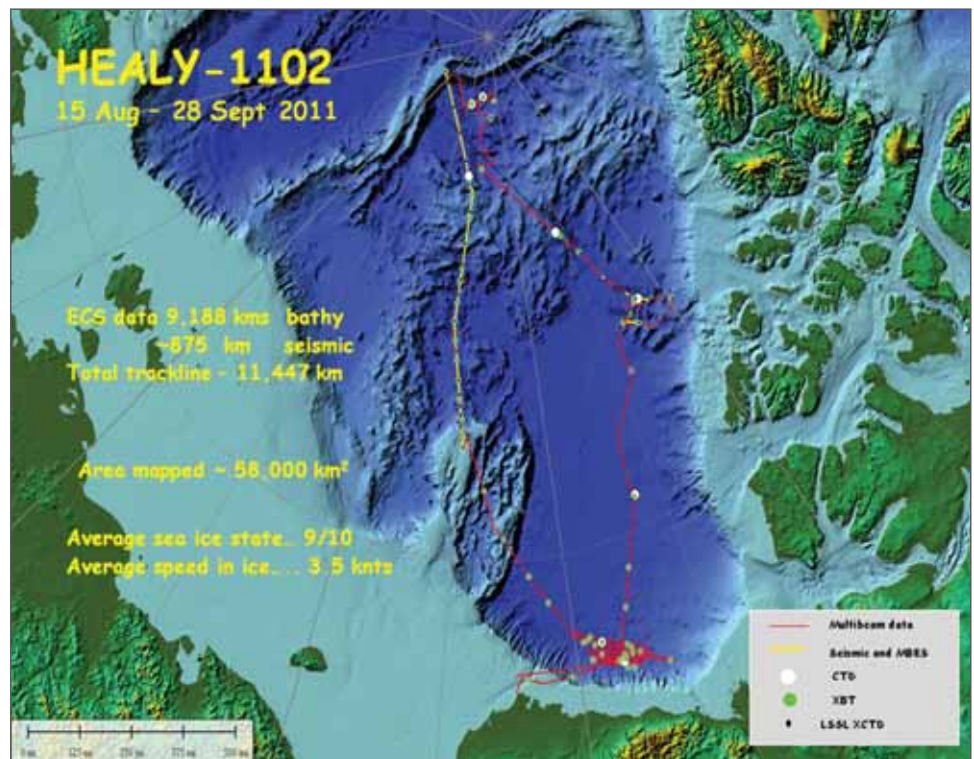 HEALY-1102
15 Aug - 28 Sept 2011
ECS data 9,188 kms bathy
~875 km seismic
Total trackline - 11,447 km
Area mapped ~ 58,000 km²
Average sea ice state… 9/10
Average speed in ice….. 3.5 knts
Multibeam data
Seismic and MBES
CTD
XBT
LSSL XCTD